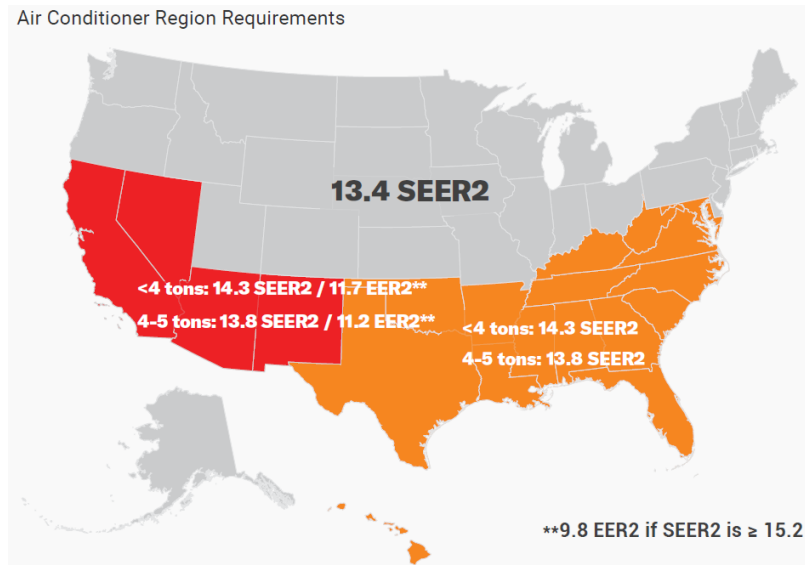 Air Conditioner Region Requirements
13.4 SEER2
<4 tons: 14.3 SEER2 / 11.7 EER2**
4-5 tons: 13.8 SEER2 / 11.2 EER2**
<4 tons: 14.3 SEER2
4-5 tons: 13.8 SEER2
**9.8 EER2 if SEER2 is ≥ 15.2